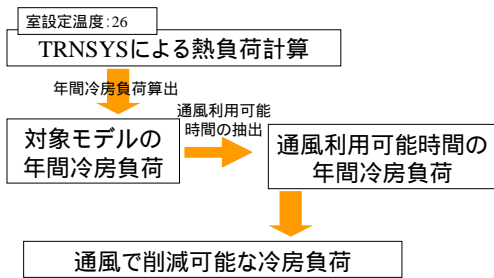 室設定温度:26
TRNSYSによる熱負荷計算
年間冷房負荷算出
通風利用可能
時間の抽出
対象モデルの
年間冷房負荷
通風利用可能時間の
年間冷房負荷
通風で削減可能な冷房負荷